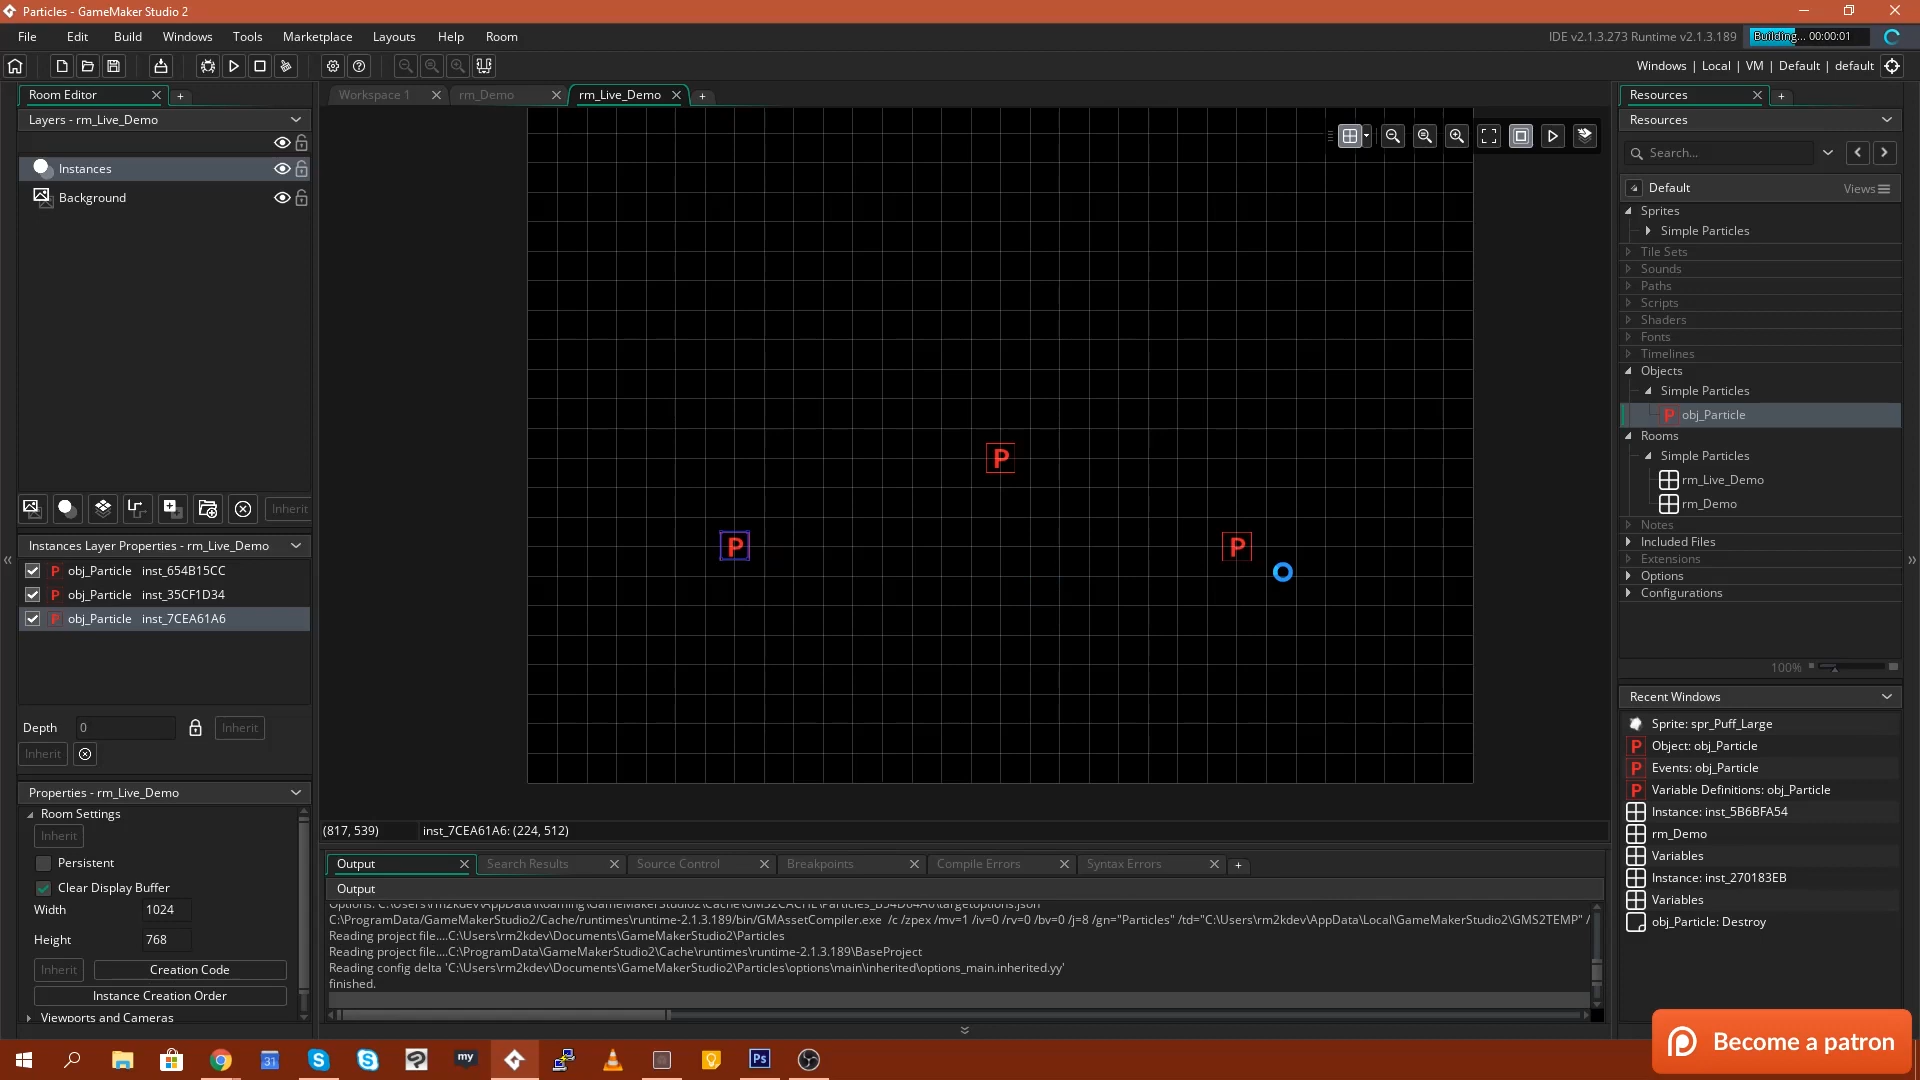 Particles - GameMaker Studio 2
File Edit Build Windows Tools Marketplace Layouts Help Room
IDE v2.1.3.273 Runtime v2.1.3.189 Building... 00:00:01
Windows | Local | VM | Default | default
Room Editor
Layers - rm_Live_Demo
Instances
Background
Inherit
Instances Layer Properties - rm_Live_Demo
P obj_Particle inst_654B15CC
P obj_Particle inst_35CF1D34
P obj_Particle inst_7CEA61A6
Depth 0 Inherit
Inherit
Properties - rm_Live_Demo
Room Settings
Inherit
Persistent
Clear Display Buffer
Width 1024
Height 768
Inherit Creation Code
Instance Creation Order
Viewports and Cameras
Workspace 1 rm_Demo rm_Live_Demo
P
P
P
(817, 539) inst_7CEA61A6: (224, 512)
Output Search Results Source Control Breakpoints Compile Errors Syntax Errors
Output
C:\ProgramData/GameMakerStudio2/Cache/runtimes\runtime-2.1.3.189/bin/GMAssetCompiler.exe /c /zpex /mv=1 /iv=0 /rv=0 /bv=0 /j=8 /gn="Particles" /td="C:\Users\rm2kdev\AppData\Local\GameMakerStudio2\GMS2TEMP" /
Reading project file....C:\Users\rm2kdev\Documents\GameMakerStudio2\Particles
Reading project file....C:\ProgramData\GameMakerStudio2\Cache\runtimes\runtime-2.1.3.189\BaseProject
Reading config delta 'C:\Users\rm2kdev\Documents\GameMakerStudio2\Particles\options\main\inherited\options_main.inherited.yy'
finished.
Resources
Resources
Search...
Default Views
Sprites
Simple Particles
Tile Sets
Sounds
Paths
Scripts
Shaders
Fonts
Timelines
Objects
Simple Particles
P obj_Particle
Rooms
Simple Particles
rm_Live_Demo
rm_Demo
Notes
Included Files
Extensions
Options
Configurations
100%
Recent Windows
Sprite: spr_Puff_Large
P Object: obj_Particle
P Events: obj_Particle
P Variable Definitions: obj_Particle
Instance: inst_5B6BFA54
rm_Demo
Variables
Instance: inst_270183EB
Variables
obj_Particle: Destroy
Become a patron
31 my Ps